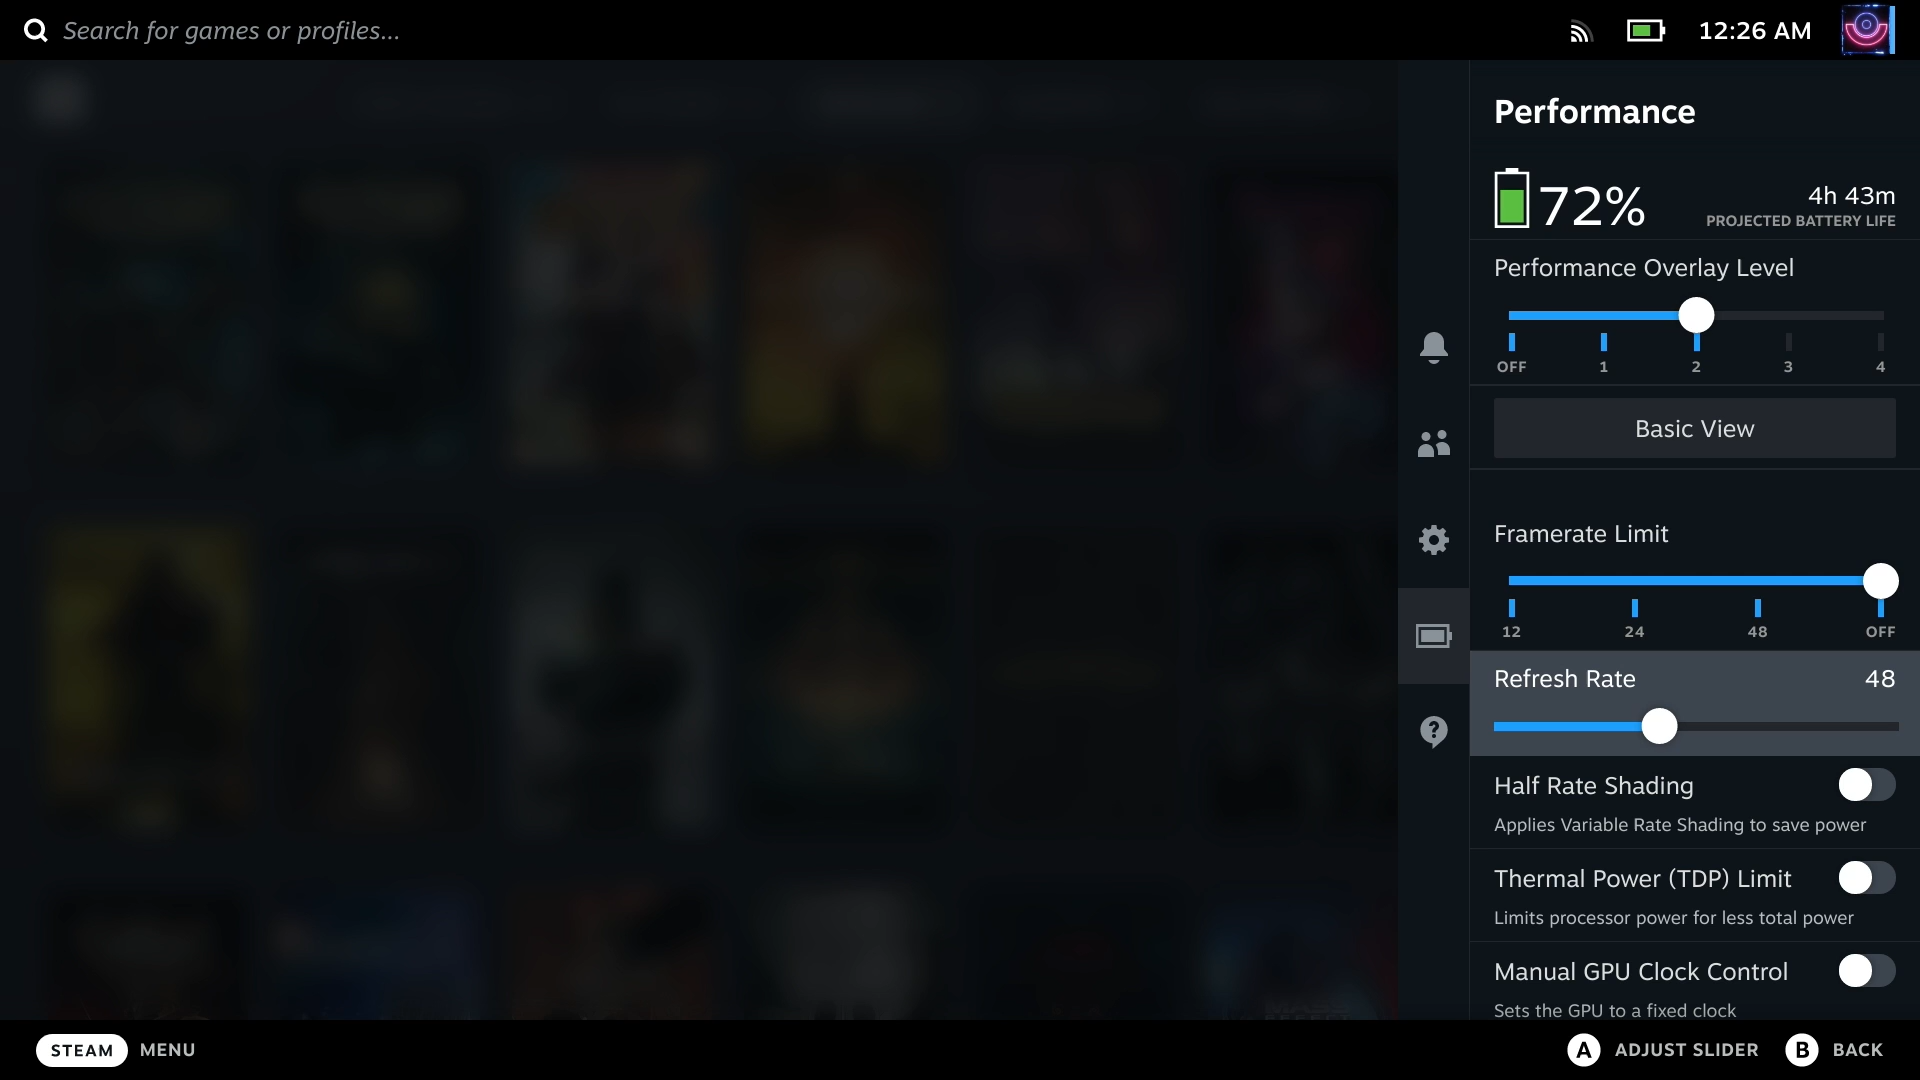 Search for games or profiles...
12:26 AM
Performance
72%
4h 43m
PROJECTED BATTERY LIFE
Performance Overlay Level
OFF 1 2 3 4
Basic View
Framerate Limit
12 24 48 OFF
Refresh Rate 48
Half Rate Shading
Applies Variable Rate Shading to save power
Thermal Power (TDP) Limit
Limits processor power for less total power
Manual GPU Clock Control
Sets the GPU to a fixed clock
STEAM MENU
A ADJUST SLIDER B BACK